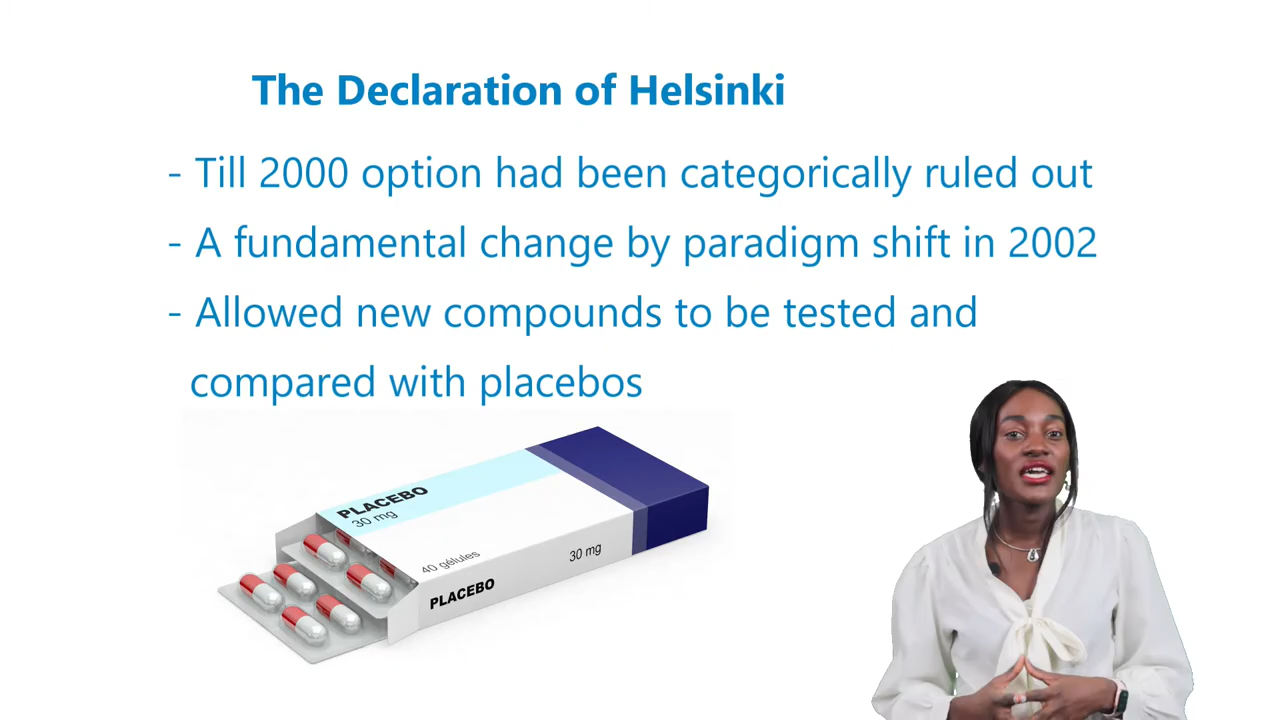 The Declaration of Helsinki
- Till 2000 option had been categorically ruled out
- A fundamental change by paradigm shift in 2002
- Allowed new compounds to be tested and
compared with placebos
PLACEBO
30 mg
40 gélules
30 mg
PLACEBO